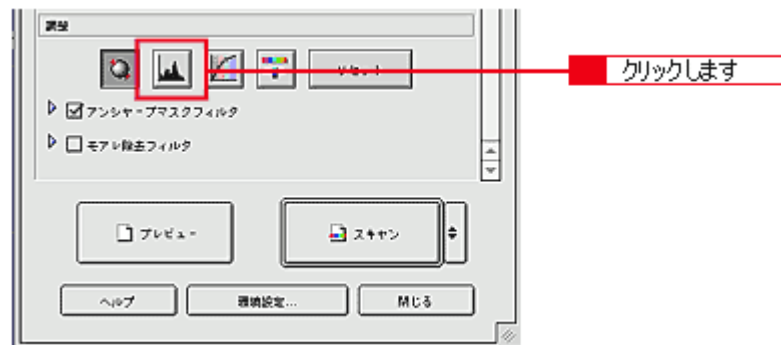 調整
クリックします
リセット
アンシャープマスクフィルタ
モアレ除去フィルタ
プレビュー
スキャン
ヘルプ
環境設定...
閉じる